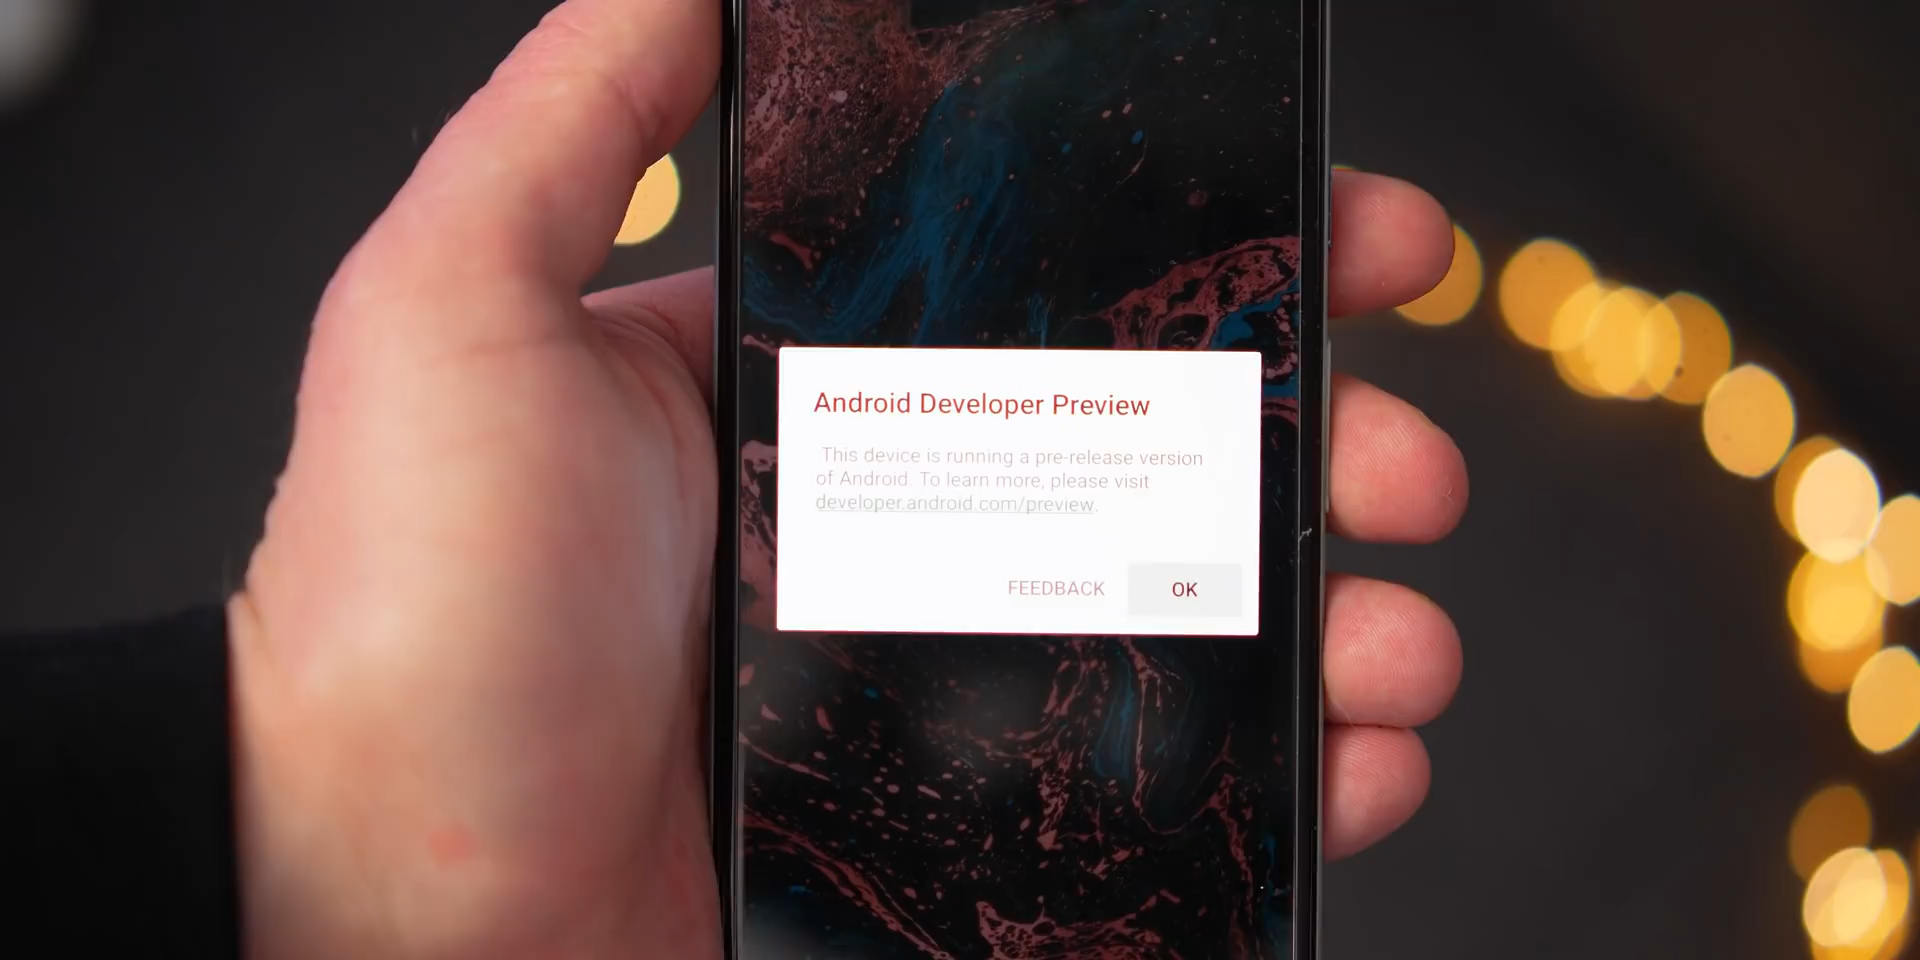 Android Developer Preview
This device is running a pre-release version
of Android. To learn more, please visit
developer.android.com/preview.
FEEDBACK OK